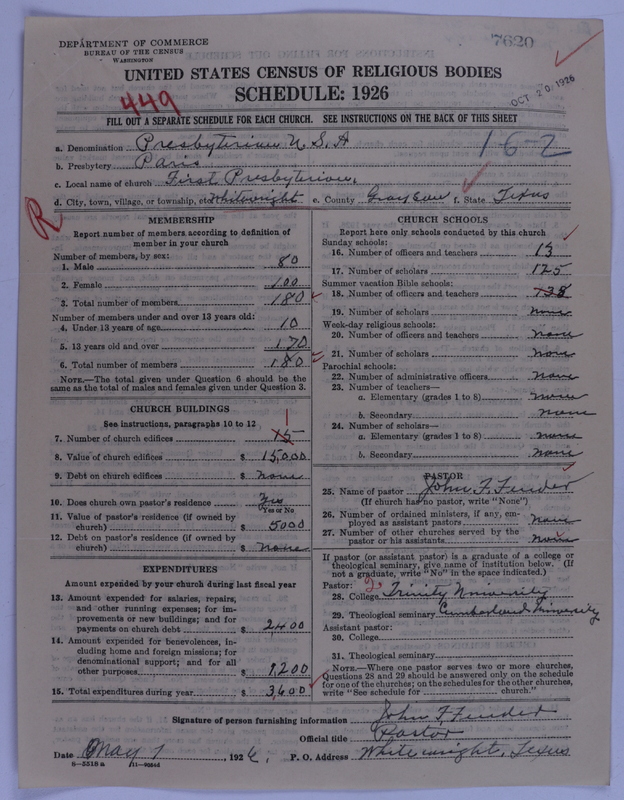 DEPARTMENT OF COMMERCE
BUREAU OF THE CENSUS
WASHINGTON
7620
UNITED STATES CENSUS OF RELIGIOUS BODIES
SCHEDULE: 1926
OCT 20 1926
449
FILL OUT A SEPARATE SCHEDULE FOR EACH CHURCH. SEE INSTRUCTIONS ON THE BACK OF THIS SHEET
a. Denomination Presbyterian U.S.A
162
b. Presbytery Paris
c. Local name of church First Presbyterian,
d. City, town, village, or township, etc. Whitewright e. County Grayson f. State Texas
R
MEMBERSHIP
Report number of members according to definition of member in your church
Number of members, by sex:
1. Male 80
2. Female 100
3. Total number of members 180
Number of members under and over 13 years old:
4. Under 13 years of age 10
5. 13 years old and over 170
6. Total number of members 180
NOTE.—The total given under Question 6 should be the same as the total of males and females given under Question 3.
CHURCH BUILDINGS
See instructions, paragraphs 10 to 12
7. Number of church edifices 15 1
8. Value of church edifices $ 15000
9. Debt on church edifices $ None
10. Does church own pastor's residence? Yes
Yes or No
11. Value of pastor's residence (if owned by church) $ 5000
12. Debt on pastor's residence (if owned by church) $ None
EXPENDITURES
Amount expended by your church during last fiscal year
13. Amount expended for salaries, repairs, and other running expenses; for improvements or new buildings; and for payments on church debt $ 2400
14. Amount expended for benevolences, including home and foreign missions; for denominational support; and for all other purposes $ 1200
15. Total expenditures during year $ 3600
CHURCH SCHOOLS
Report here only schools conducted by this church
Sunday schools:
16. Number of officers and teachers 13
17. Number of scholars 125
Summer vacation Bible schools:
18. Number of officers and teachers 138
19. Number of scholars none
Week-day religious schools:
20. Number of officers and teachers none
21. Number of scholars none
Parochial schools:
22. Number of administrative officers none
23. Number of teachers—
a. Elementary (grades 1 to 8) none
b. Secondary none
24. Number of scholars—
a. Elementary (grades 1 to 8) none
b. Secondary none
PASTOR
25. Name of pastor John F. Fender
(If church has no pastor, write "None")
26. Number of ordained ministers, if any, employed as assistant pastors none
27. Number of other churches served by the pastor or his assistants none
If pastor (or assistant pastor) is a graduate of a college or theological seminary, give name of institution below. (If not a graduate, write "No" in the space indicated.)
Pastor: 2
28. College Trinity University
29. Theological seminary Cumberland University
Assistant pastor:
30. College
31. Theological seminary
NOTE.—Where one pastor serves two or more churches, Questions 28 and 29 should be answered only on the schedule for one of the churches; on the schedules for the other churches, write "See schedule for church."
Signature of person furnishing information John F Fender
Official title Pastor
Date May 1, 1926. P. O. Address Whitewright, Texas
8-5518 a